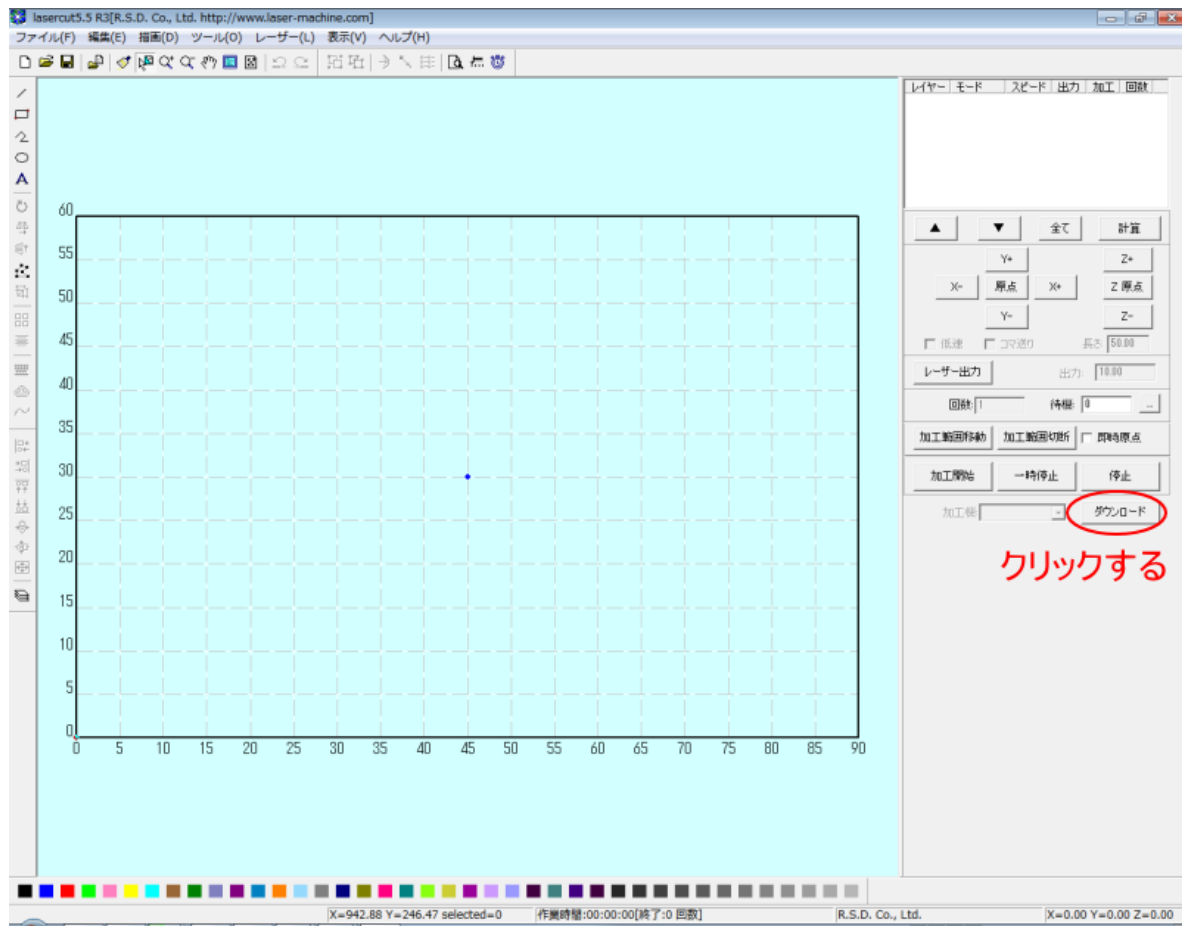 lasercut5.5 R3[R.S.D. Co., Ltd. http://www.laser-machine.com]
ファイル(F) 編集(E) 描画(D) ツール(O) レーザー(L) 表示(V) ヘルプ(H)
レイヤー モード スピード 出力 加工 回数
▲ ▼ 全て 計算
Y+ Z+
X- 原点 X+ Z 原点
Y- Z-
低速 コマ送り 長さ: 50.00
レーザー出力 出力: 10.00
回数: 1 待機: 0 ...
加工範囲移動 加工範囲切断 即時原点
加工開始 一時停止 停止
加工機: ダウンロード
クリックする
60
55
50
45
40
35
30
25
20
15
10
5
0
0 5 10 15 20 25 30 35 40 45 50 55 60 65 70 75 80 85 90
X=942.88 Y=246.47 selected=0 作業時間:00:00:00[終了:0 回数] R.S.D. Co., Ltd. X=0.00 Y=0.00 Z=0.00